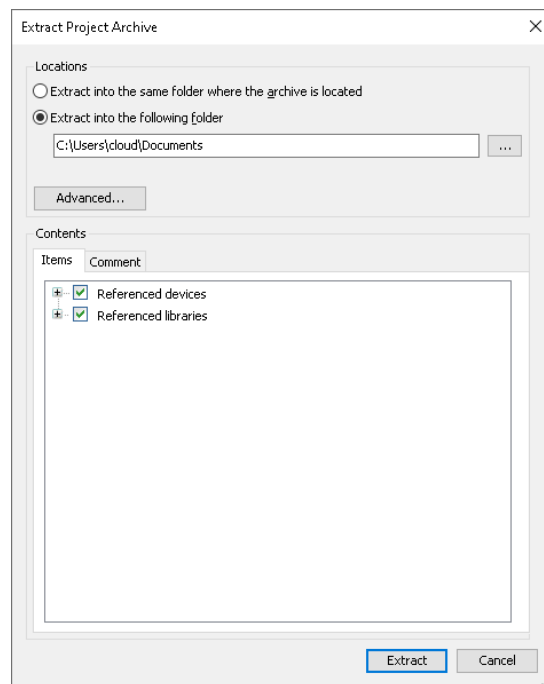 Extract Project Archive
Locations
Extract into the same folder where the archive is located
Extract into the following folder
C:\Users\cloud\Documents
...
Advanced...
Contents
Items Comment
Referenced devices
Referenced libraries
Extract Cancel